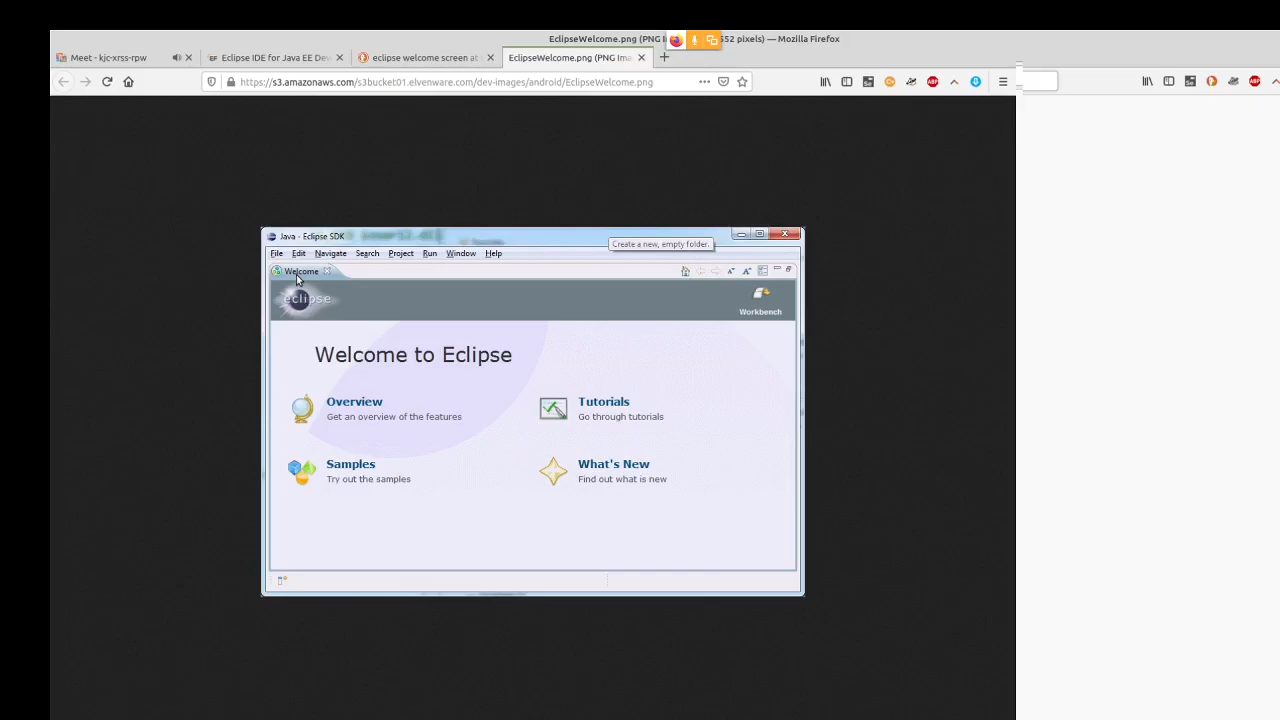 EclipseWelcome.png (PNG I 552 pixels) — Mozilla Firefox
Meet - kjc-xrss-rpw
Eclipse IDE for Java EE Dev
eclipse welcome screen at
EclipseWelcome.png (PNG Ima
https://s3.amazonaws.com/s3bucket01.elvenware.com/dev-images/android/EclipseWelcome.png
Java - Eclipse SDK
Create a new, empty folder.
File Edit Navigate Search Project Run Window Help
Welcome
eclipse
Workbench
Welcome to Eclipse
Overview
Get an overview of the features
Tutorials
Go through tutorials
Samples
Try out the samples
What's New
Find out what is new